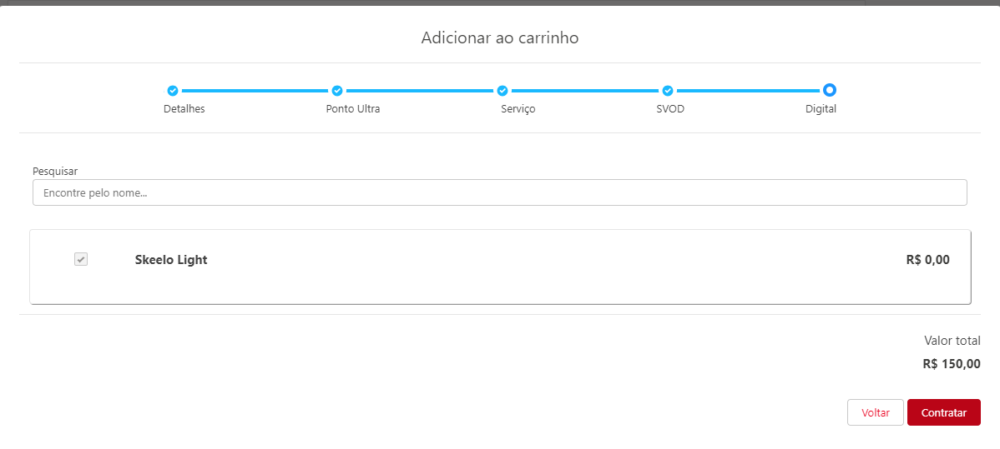 Adicionar ao carrinho
Detalhes
Ponto Ultra
Serviço
SVOD
Digital
Pesquisar
Encontre pelo nome...
Skeelo Light
R$ 0,00
Valor total
R$ 150,00
Voltar
Contratar